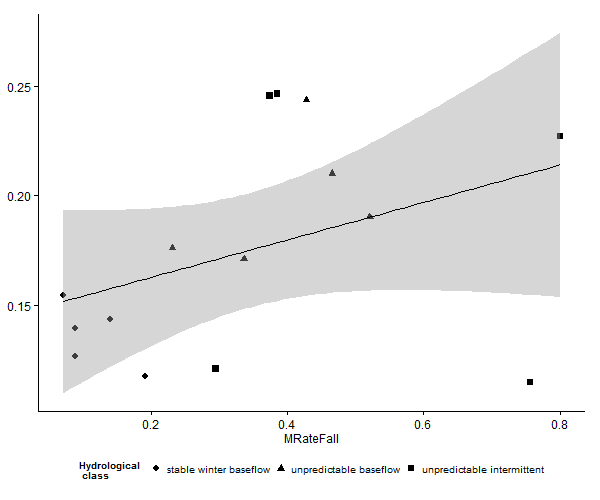 0.25
0.20
0.15
0.2 0.4 0.6 0.8
MRateFall
Hydrological class stable winter baseflow unpredictable baseflow unpredictable intermittent